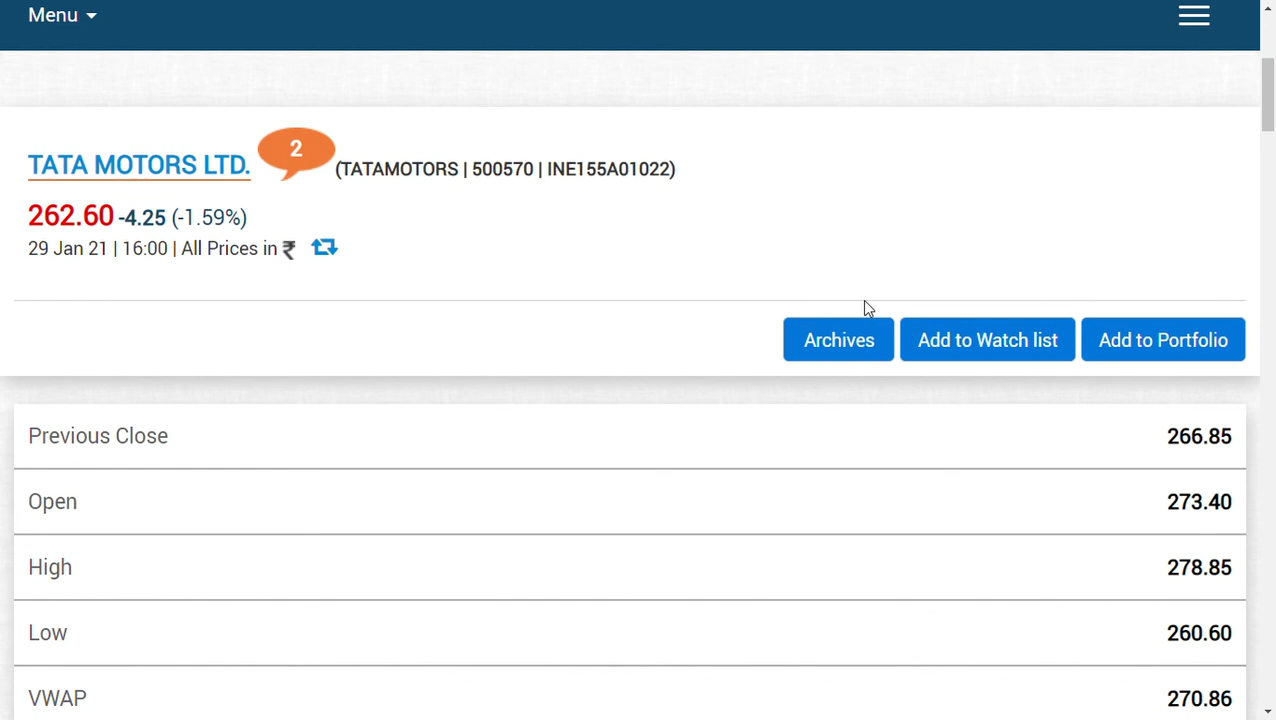 Menu
TATA MOTORS LTD. 2 (TATAMOTORS | 500570 | INE155A01022)
262.60 -4.25 (-1.59%)
29 Jan 21 | 16:00 | All Prices in ₹
Archives Add to Watch list Add to Portfolio
Previous Close 266.85
Open 273.40
High 278.85
Low 260.60
VWAP 270.86